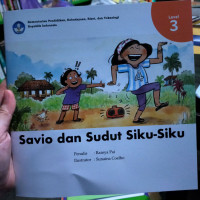 Kementerian Pendidikan, Kebudayaan, Riset, dan Teknologi
Republik Indonesia
Level
3
Savio dan Sudut Siku-Siku
Penulis
Ilustrator